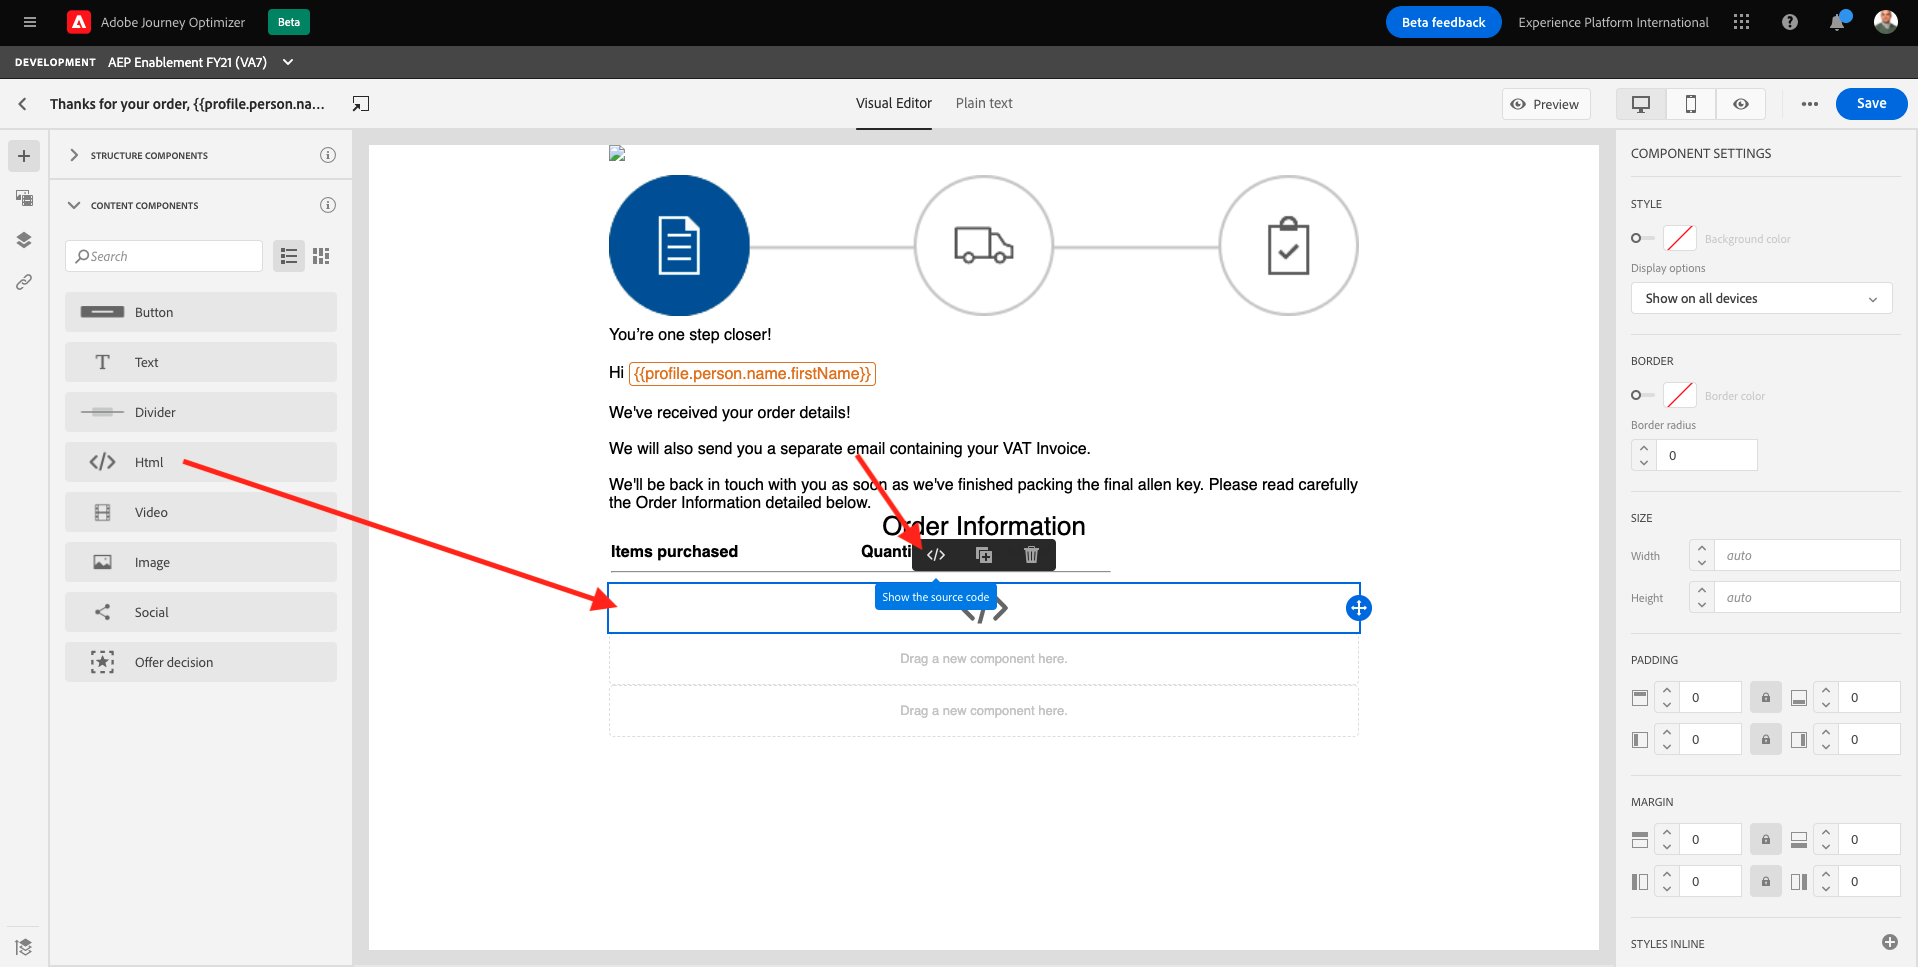 Adobe Journey Optimizer
Beta
Beta feedback
Experience Platform International
DEVELOPMENT
AEP Enablement FY21 (VA7)
Thanks for your order, {{profile.person.na...
Visual Editor
Plain text
Preview
Save
STRUCTURE COMPONENTS
CONTENT COMPONENTS
Search
Button
Text
Divider
Html
Video
Image
Social
Offer decision
You're one step closer!
Hi {{profile.person.name.firstName}}
We've received your order details!
We will also send you a separate email containing your VAT Invoice.
We'll be back in touch with you as soon as we've finished packing the final allen key. Please read carefully
the Order Information detailed below.
Order Information
Items purchased
Quanti
Show the source code
Drag a new component here.
Drag a new component here.
COMPONENT SETTINGS
STYLE
Background color
Display options
Show on all devices
BORDER
Border color
Border radius
0
SIZE
Width
auto
Height
auto
PADDING
0
0
0
0
MARGIN
0
0
0
0
STYLES INLINE